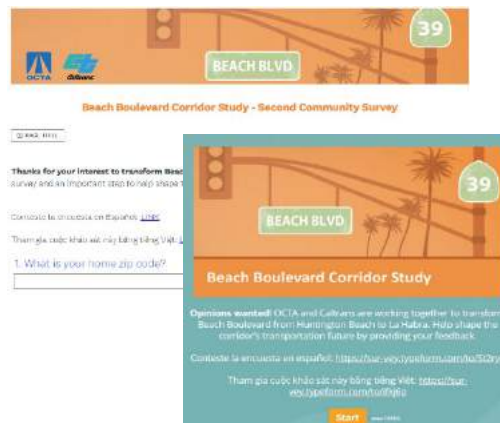 39
BEACH BLVD
OCTA
Caltrans
Beach Boulevard Corridor Study - Second Community Survey
Thanks for your interest to transform Beac
survey and an important step to help shape t
Conteste la encuesta en Español: LINK
Tham gia cuộc khảo sát này bằng tiếng Việt:
1. What is your home zip code?
39
BEACH BLVD
Beach Boulevard Corridor Study
Opinions wanted! OCTA and Caltrans are working together to transform
Beach Boulevard from Huntington Beach to La Habra. Help shape the
corridor's transportation future by providing your feedback.
Conteste la encuesta en español:
Tham gia cuộc khảo sát này bằng tiếng Việt:
Start